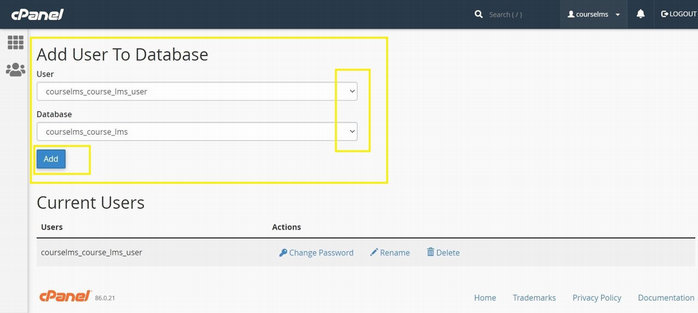 cPanel Search ( / ) courselms LOGOUT
Add User To Database
User
courselms_course_lms_user
Database
courselms_course_lms
Add
Current Users
Users Actions
courselms_course_lms_user Change Password Rename Delete
cPanel 86.0.21 Home Trademarks Privacy Policy Documentation